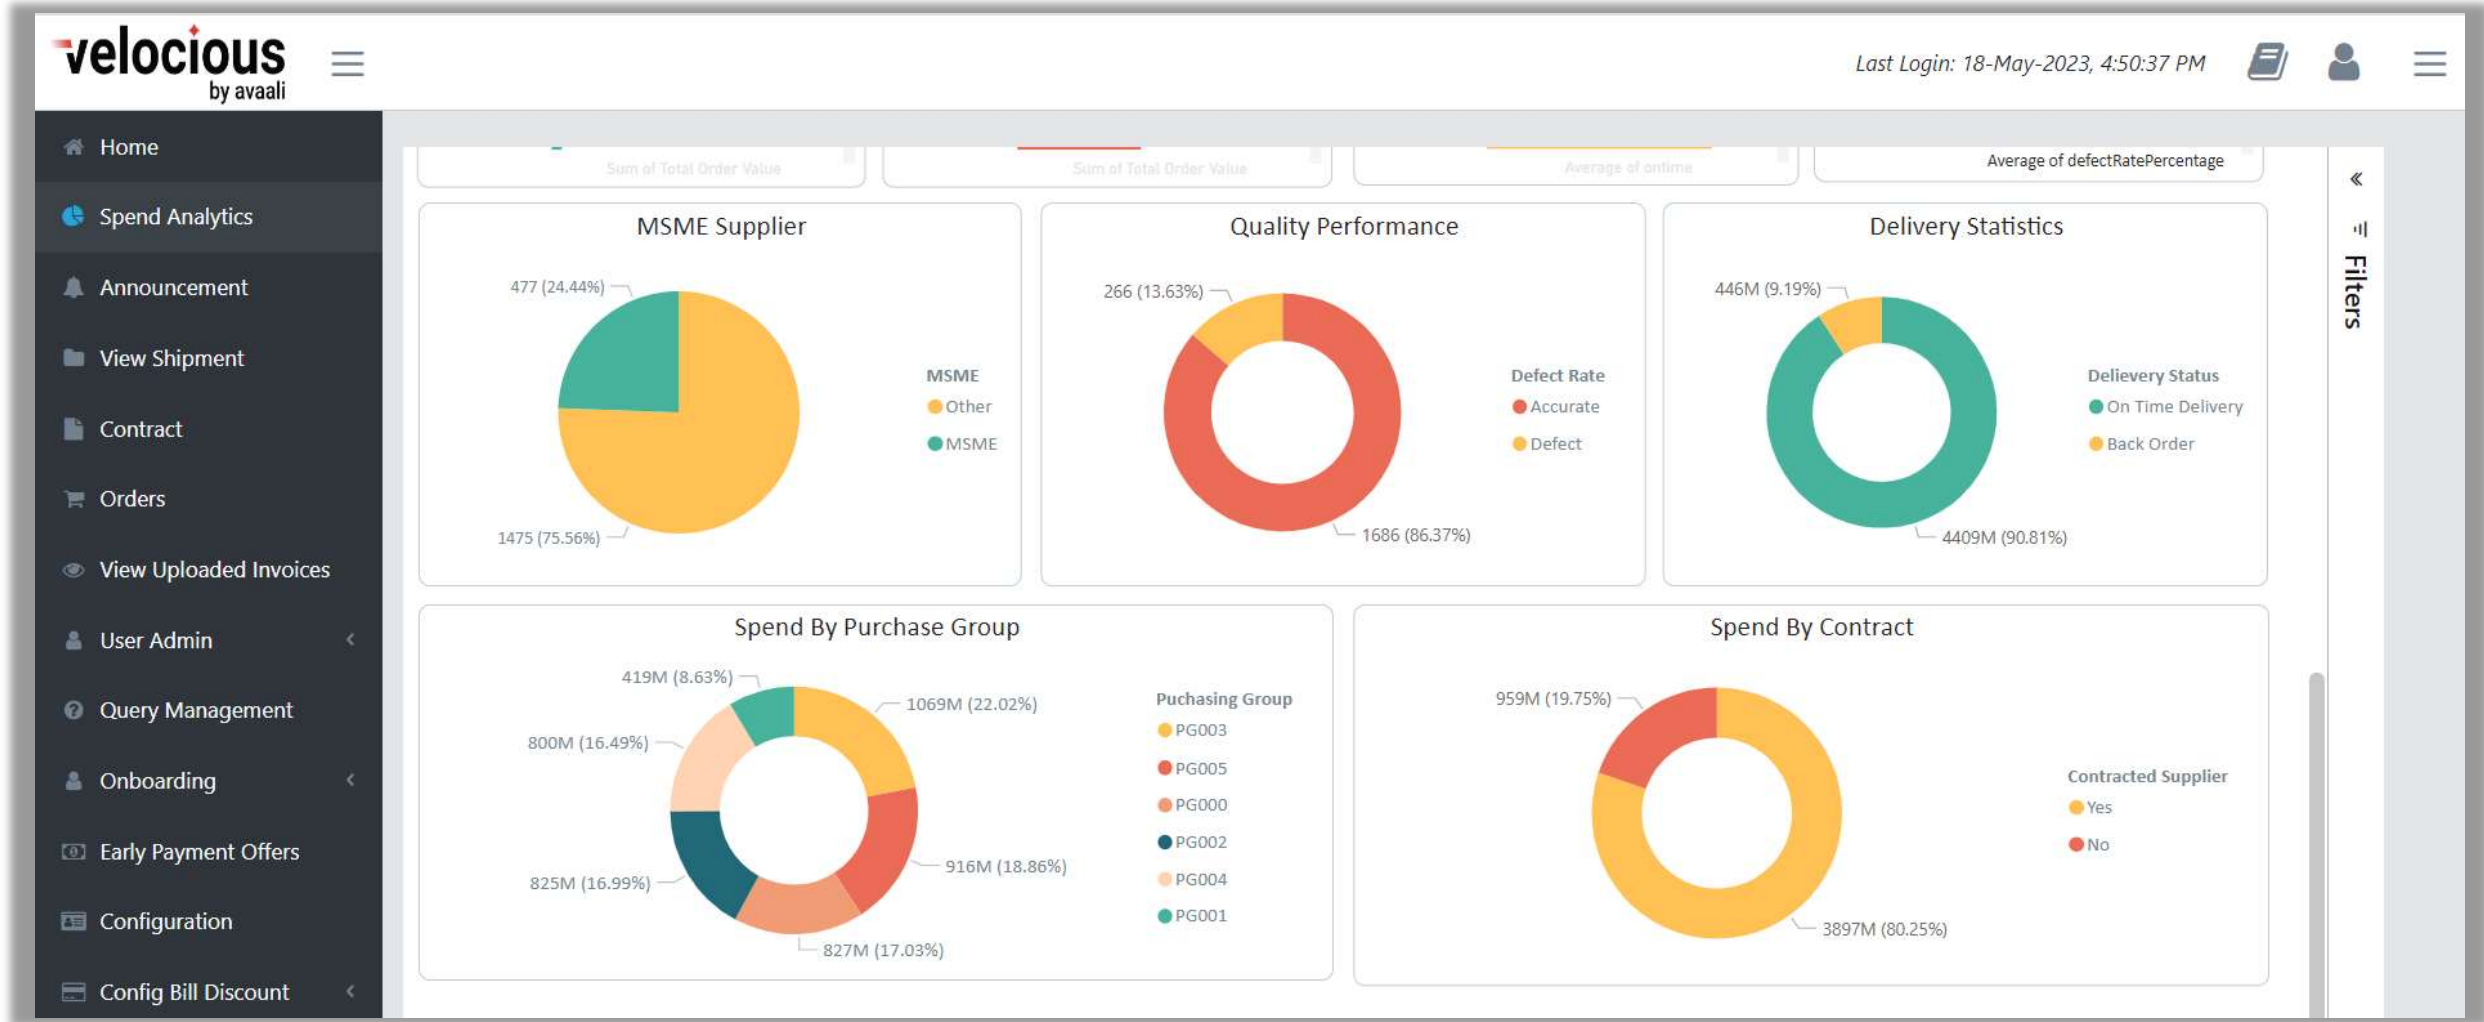 velocious
by avaali
Last Login: 18-May-2023, 4:50:37 PM
Home
Spend Analytics
Announcement
View Shipment
Contract
Orders
View Uploaded Invoices
User Admin
Query Management
Onboarding
Early Payment Offers
Configuration
Config Bill Discount
Sum of Total Order Value
Sum of Total Order Value
Average of ontime
Average of defectRatePercentage
Filters
MSME Supplier
477 (24.44%)
1475 (75.56%)
MSME
Other
MSME
Quality Performance
266 (13.63%)
1686 (86.37%)
Defect Rate
Accurate
Defect
Delivery Statistics
446M (9.19%)
4409M (90.81%)
Delievery Status
On Time Delivery
Back Order
Spend By Purchase Group
419M (8.63%)
1069M (22.02%)
800M (16.49%)
916M (18.86%)
825M (16.99%)
827M (17.03%)
Puchasing Group
PG003
PG005
PG000
PG002
PG004
PG001
Spend By Contract
959M (19.75%)
3897M (80.25%)
Contracted Supplier
Yes
No